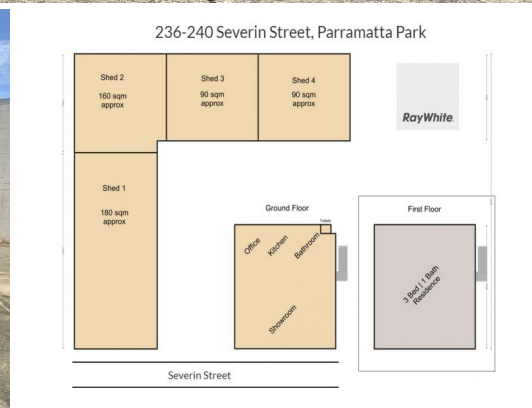 236-240 Severin Street, Parramatta Park
Shed 2
160 sqm
approx
Shed 3
90 sqm
approx
Shed 4
90 sqm
approx
RayWhite.
Shed 1
180 sqm
approx
Ground Floor
Toilets
Office
Kitchen
Bathroom
Showroom
First Floor
3 Bed | 1 Bath
Residence
Severin Street